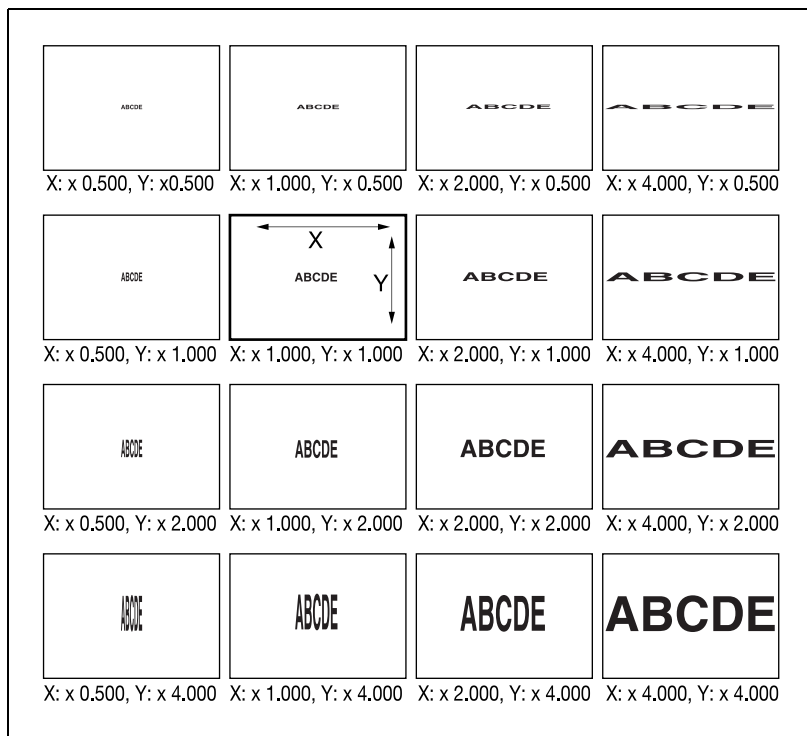 ABCDE ABCDE ABCDE ABCDE
X: x 0.500, Y: x0.500 X: x 1.000, Y: x 0.500 X: x 2.000, Y: x 0.500 X: x 4.000, Y: x 0.500
X
ABCDE ABCDE Y ABCDE ABCDE
X: x 0.500, Y: x 1.000 X: x 1.000, Y: x 1.000 X: x 2.000, Y: x 1.000 X: x 4.000, Y: x 1.000
ABCDE ABCDE ABCDE ABCDE
X: x 0.500, Y: x 2.000 X: x 1.000, Y: x 2.000 X: x 2.000, Y: x 2.000 X: x 4.000, Y: x 2.000
ABCDE ABCDE ABCDE ABCDE
X: x 0.500, Y: x 4.000 X: x 1.000, Y: x 4.000 X: x 2.000, Y: x 4.000 X: x 4.000, Y: x 4.000